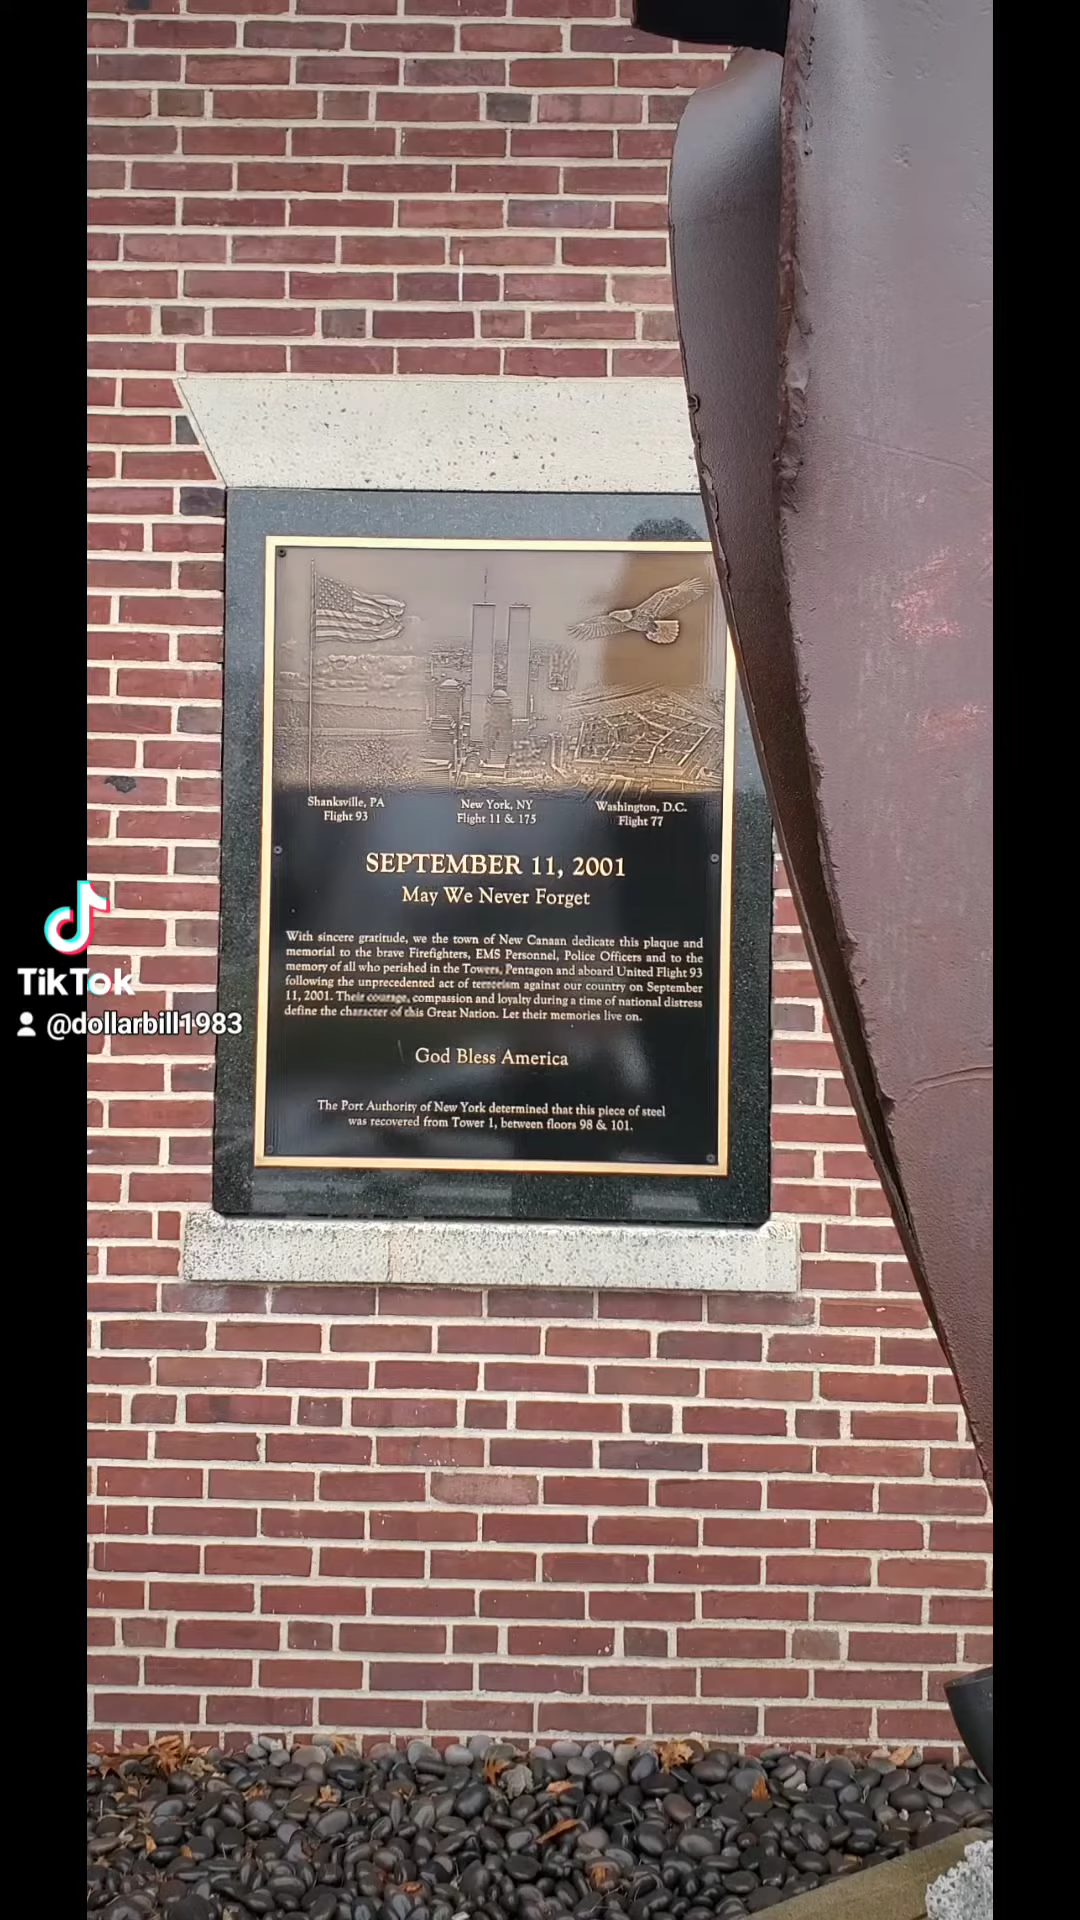 Shanksville, PA
Flight 93
New York, NY
Flight 11 & 175
Washington, D.C.
Flight 77
SEPTEMBER 11, 2001
May We Never Forget
With sincere gratitude, we the town of New Canaan dedicate this plaque and
memorial to the brave Firefighters, EMS Personnel, Police Officers and to the
memory of all who perished in the Towers, Pentagon and aboard United Flight 93
following the unprecedented act of terrorism against our country on September
11, 2001. Their courage, compassion and loyalty during a time of national distress
define the character of this Great Nation. Let their memories live on.
God Bless America
The Port Authority of New York determined that this piece of steel
was recovered from Tower 1, between floors 98 & 101.
TikTok
@dollarbill1983